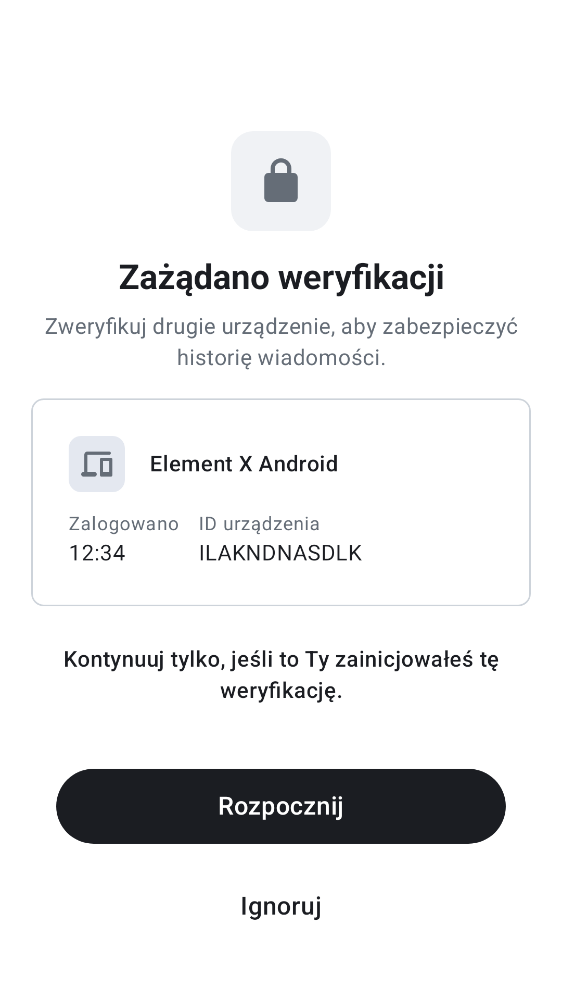 Zażądano weryfikacji
Zweryfikuj drugie urządzenie, aby zabezpieczyć
historię wiadomości.
Element X Android
Zalogowano ID urządzenia
12:34 ILAKNDNASDLK
Kontynuuj tylko, jeśli to Ty zainicjowałeś tę
weryfikację.
Rozpocznij
Ignoruj